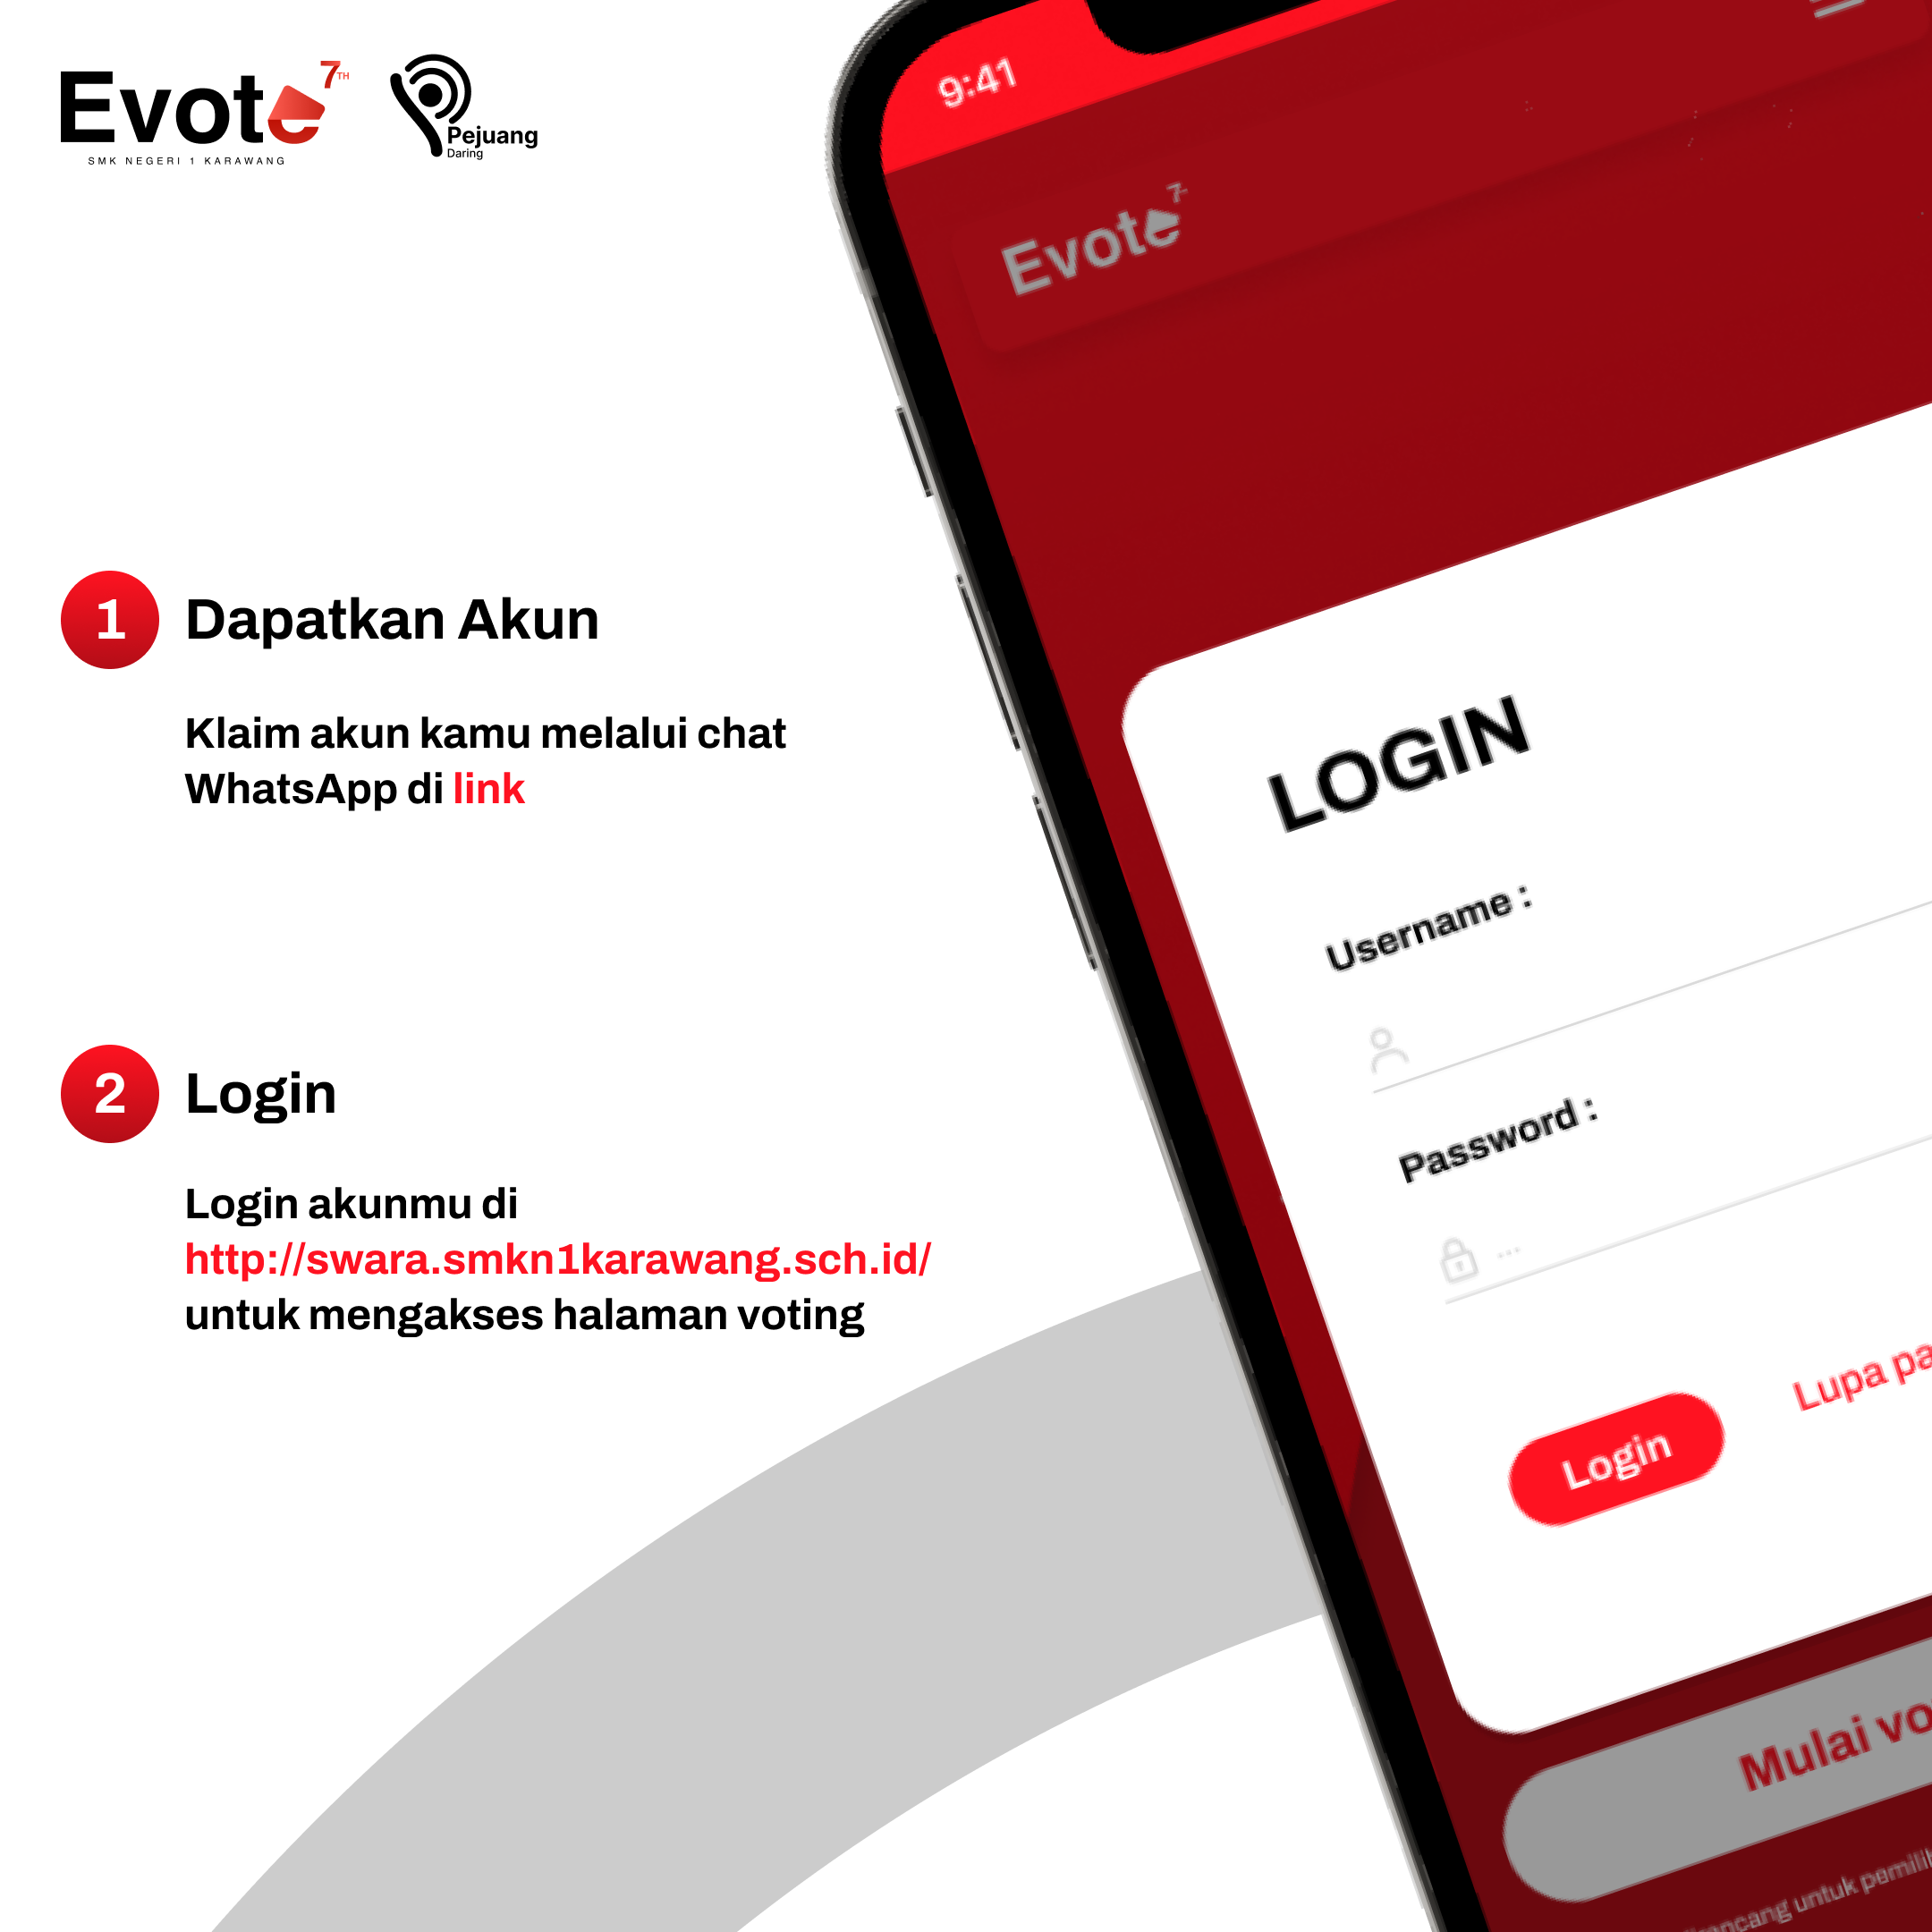 Evote 7TH
SMK NEGERI 1 KARAWANG
Pejuang
Daring
1 Dapatkan Akun
Klaim akun kamu melalui chat
WhatsApp di link
2 Login
Login akunmu di
http://swara.smkn1karawang.sch.id/
untuk mengakses halaman voting
9:41
Evote 7
LOGIN
Username :
Password :
...
Login
Lupa pa
Mulai vo
untuk pemilih